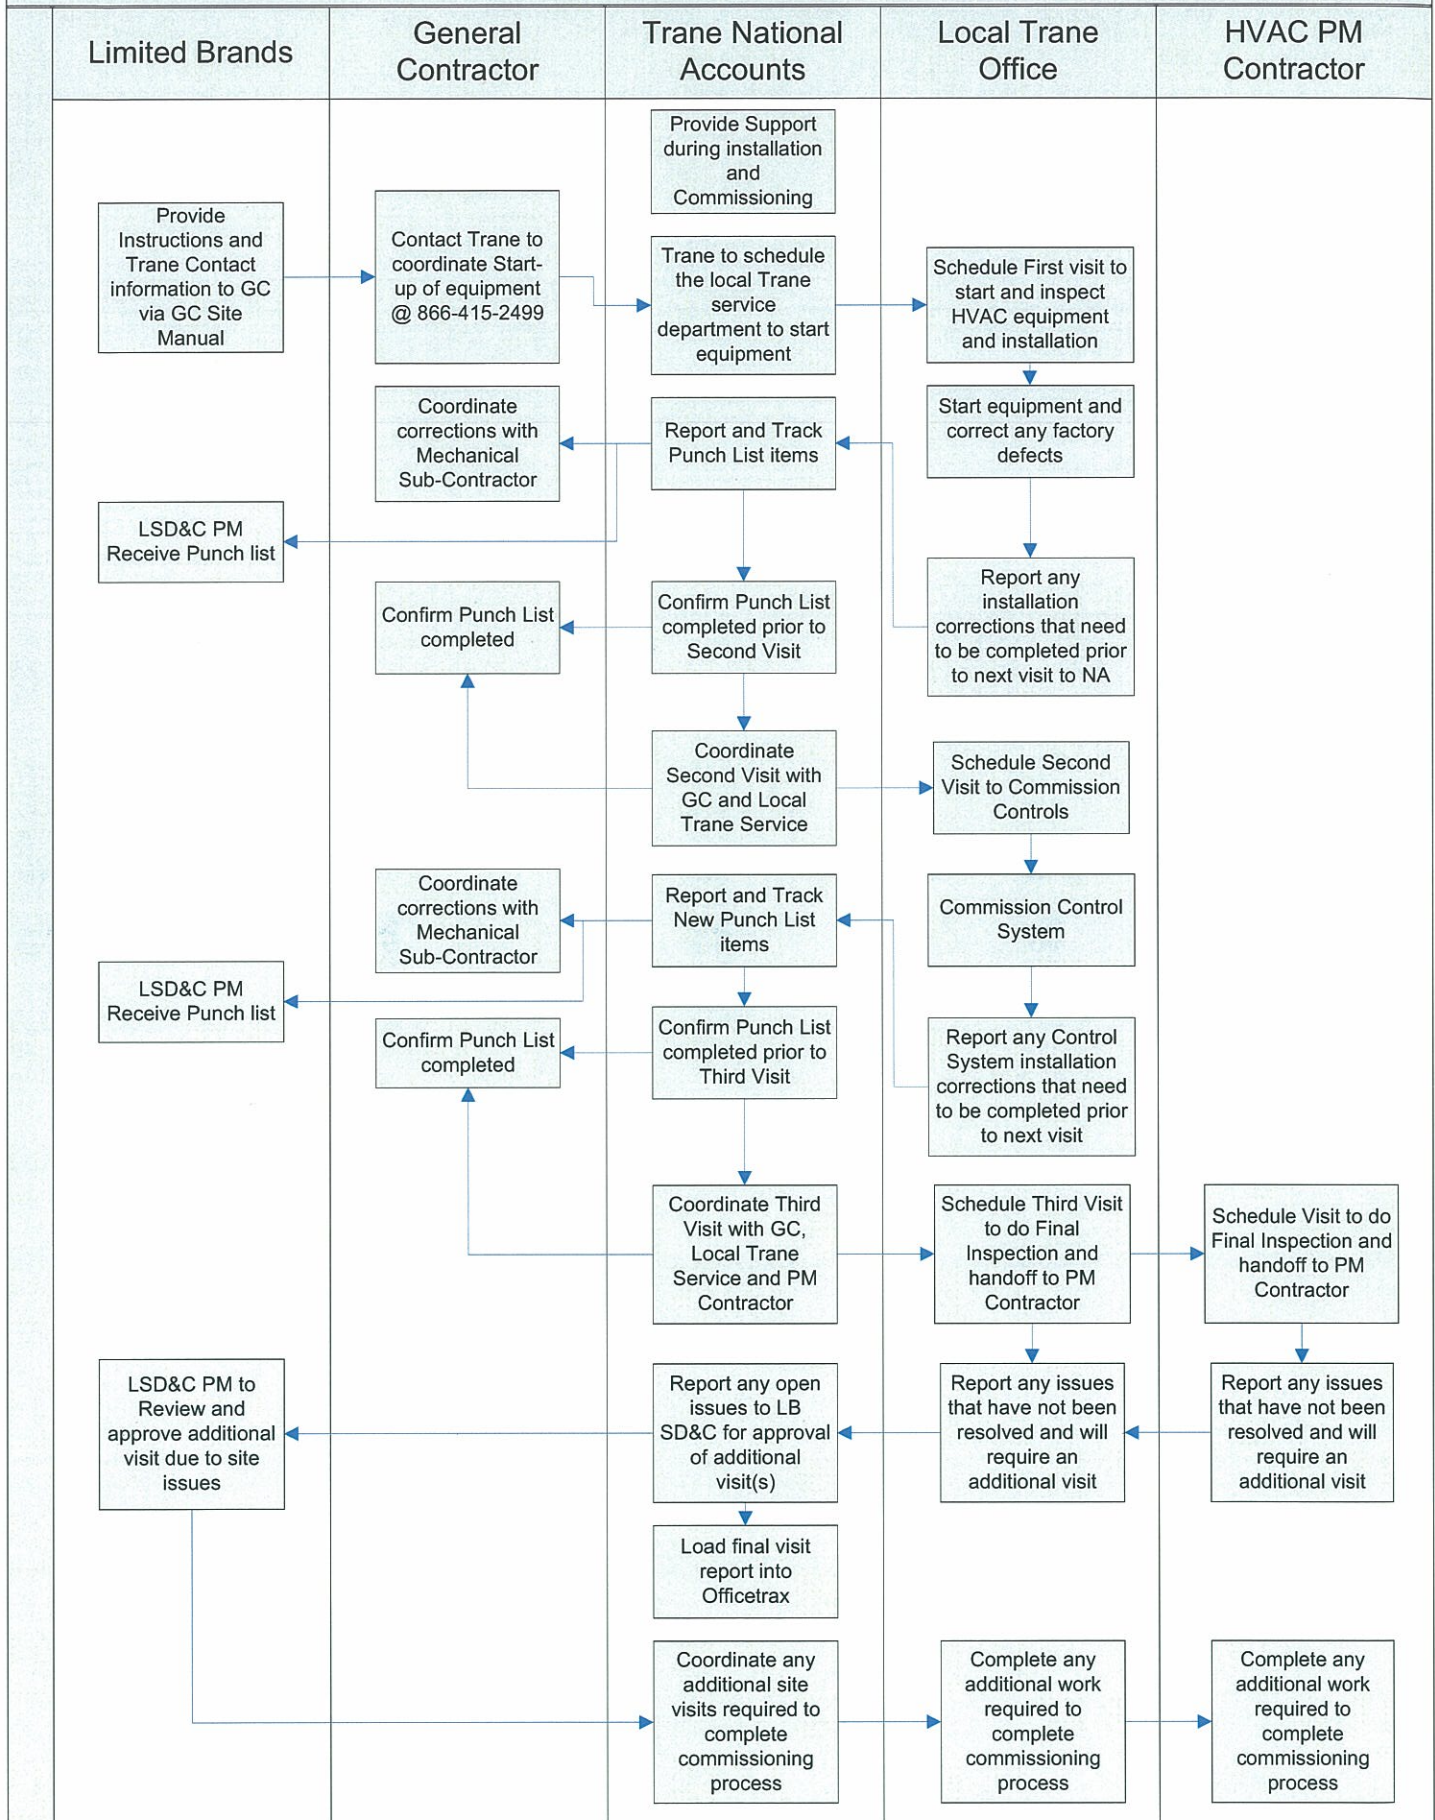 Limited Brands
General
Contractor
Trane National
Accounts
Local Trane
Office
HVAC PM
Contractor
Provide Support
during installation
and
Commissioning
Provide
Instructions and
Trane Contact
information to GC
via GC Site
Manual
Contact Trane to
coordinate Start-
up of equipment
@ 866-415-2499
Trane to schedule
the local Trane
service
department to start
equipment
Schedule First visit to
start and inspect
HVAC equipment
and installation
Coordinate
corrections with
Mechanical
Sub-Contractor
Report and Track
Punch List items
Start equipment and
correct any factory
defects
LSD&C PM
Receive Punch list
Confirm Punch List
completed
Confirm Punch List
completed prior to
Second Visit
Report any
installation
corrections that need
to be completed prior
to next visit to NA
Coordinate
Second Visit with
GC and Local
Trane Service
Schedule Second
Visit to Commission
Controls
Coordinate
corrections with
Mechanical
Sub-Contractor
Report and Track
New Punch List
items
Commission Control
System
LSD&C PM
Receive Punch list
Confirm Punch List
completed
Confirm Punch List
completed prior to
Third Visit
Report any Control
System installation
corrections that need
to be completed prior
to next visit
Coordinate Third
Visit with GC,
Local Trane
Service and PM
Contractor
Schedule Third Visit
to do Final
Inspection and
handoff to PM
Contractor
Schedule Visit to do
Final Inspection and
handoff to PM
Contractor
LSD&C PM to
Review and
approve additional
visit due to site
issues
Report any open
issues to LB
SD&C for approval
of additional
visit(s)
Report any issues
that have not been
resolved and will
require an
additional visit
Report any issues
that have not been
resolved and will
require an
additional visit
Load final visit
report into
Officetrax
Coordinate any
additional site
visits required to
complete
commissioning
process
Complete any
additional work
required to
complete
commissioning
process
Complete any
additional work
required to
complete
commissioning
process